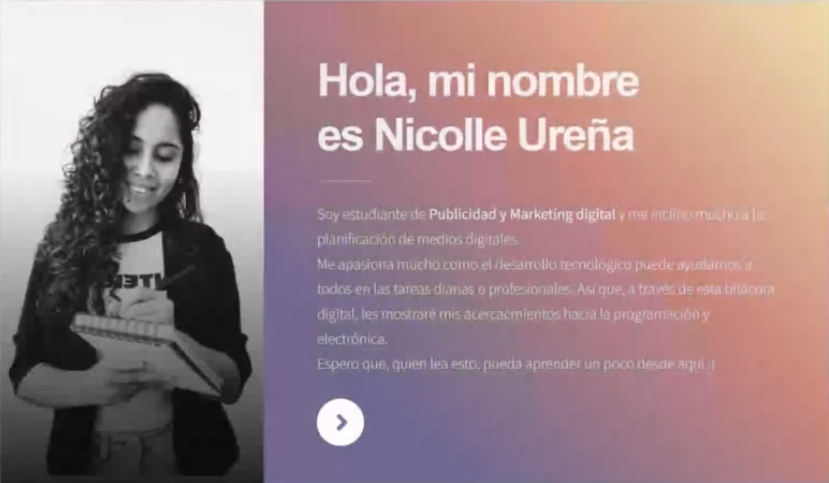 Hola, mi nombre
es Nicolle Ureña
Soy estudiante de Publicidad y Marketing digital y me inclino mucho a la
planificación de medios digitales.
Me apasiona mucho como el desarrollo tecnológico puede ayudarnos a
todos en las tareas diarias o profesionales. Así que, a través de esta bitácora
digital, les mostraré mis acercacmientos hacia la programación y
electrónica.
Espero que, quien lea esto, pueda aprender un poco desde aquí.:)